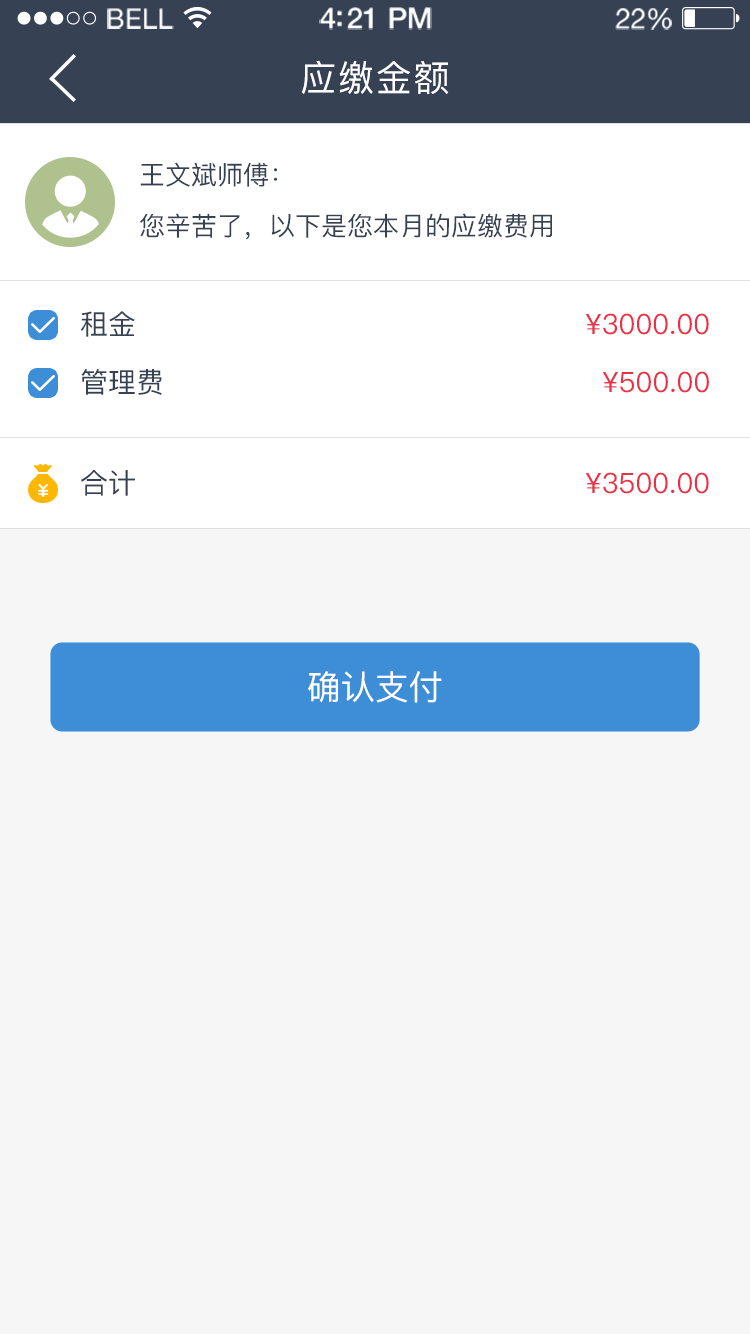 BELL 4:21 PM 22%
应缴金额
王文斌师傅：
您辛苦了，以下是您本月的应缴费用
租金 ¥3000.00
管理费 ¥500.00
¥ 合计 ¥3500.00
确认支付